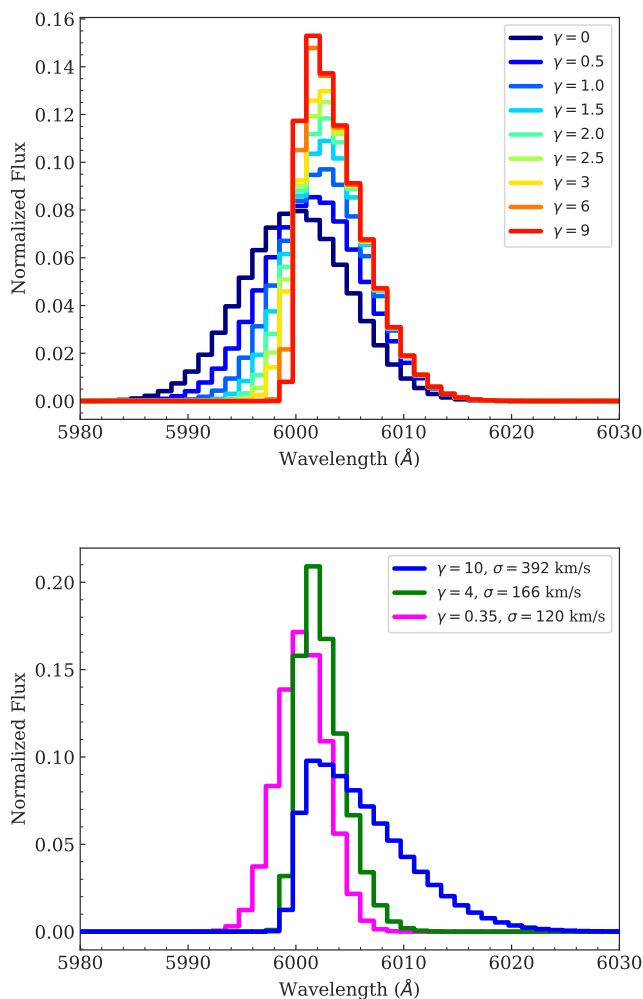 0.16
0.14
0.12
0.10
0.08
0.06
0.04
0.02
0.00
Normalized Flux
γ = 0
γ = 0.5
γ = 1.0
γ = 1.5
γ = 2.0
γ = 2.5
γ = 3
γ = 6
γ = 9
5980 5990 6000 6010 6020 6030
Wavelength (Å)
0.20
0.15
0.10
0.05
0.00
Normalized Flux
γ = 10, σ = 392 km/s
γ = 4, σ = 166 km/s
γ = 0.35, σ = 120 km/s
5980 5990 6000 6010 6020 6030
Wavelength (Å)